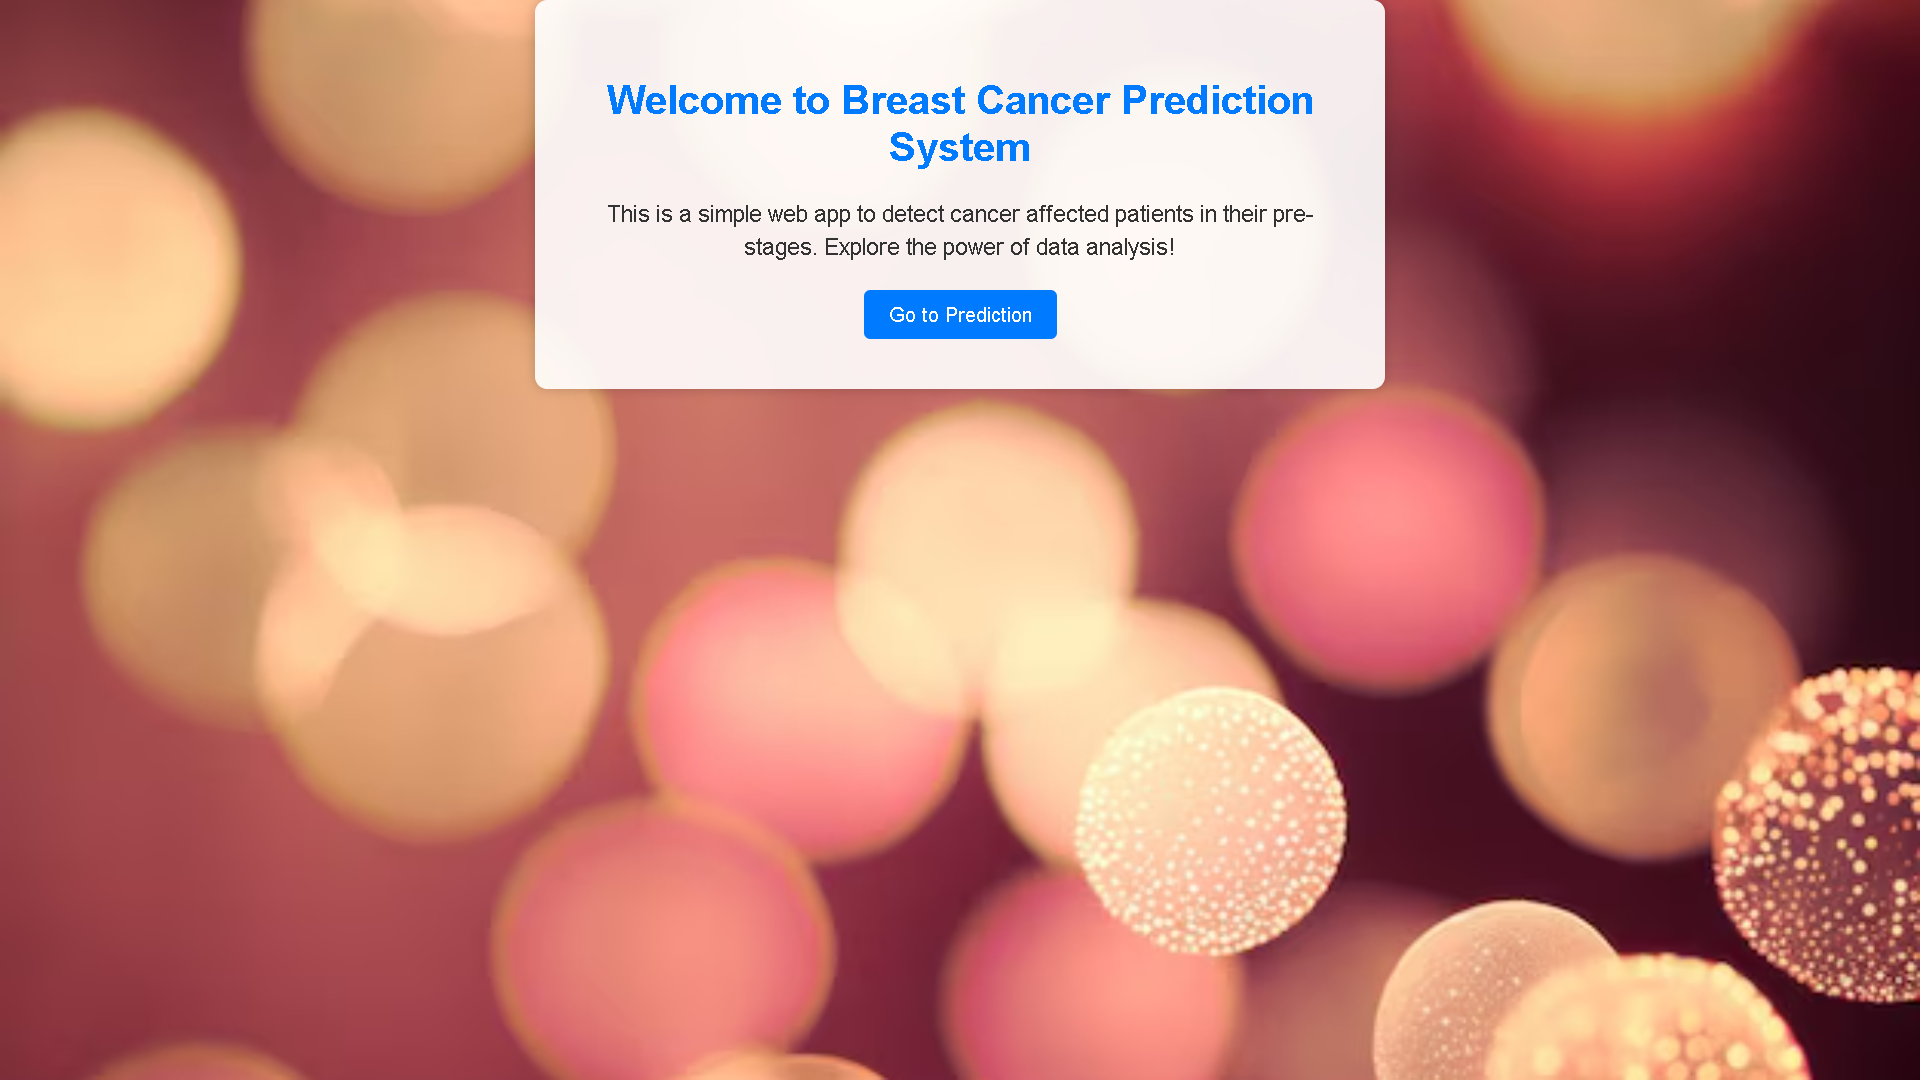 Welcome to Breast Cancer Prediction
System
This is a simple web app to detect cancer affected patients in their pre-
stages. Explore the power of data analysis!
Go to Prediction